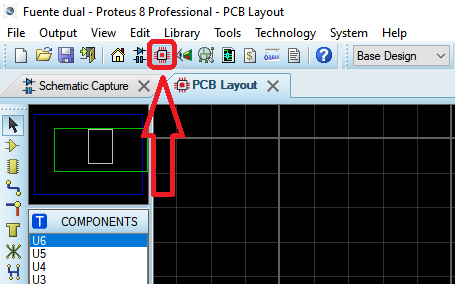 Fuente dual - Proteus 8 Professional - PCB Layout
File Output View Edit Library Tools Technology System Help
Base Design
Schematic Capture PCB Layout
T COMPONENTS
U6
U5
U4
U3